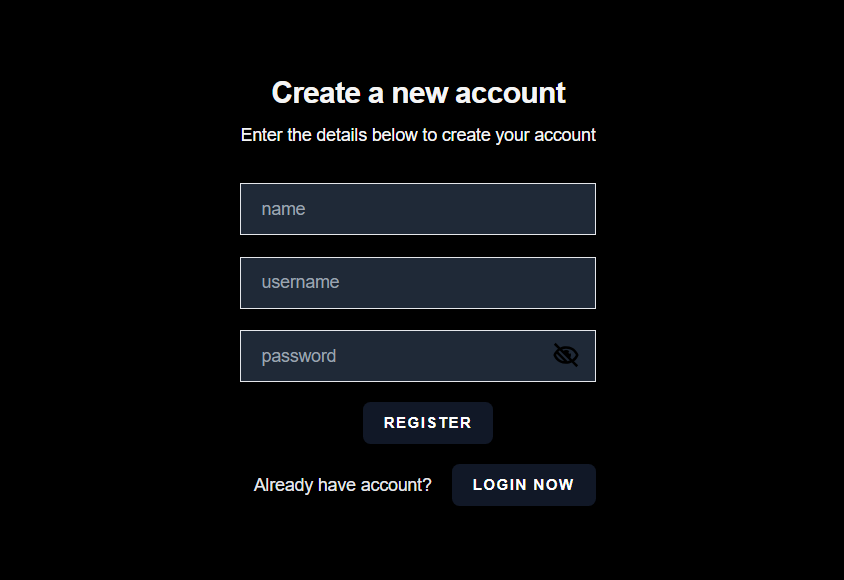 Create a new account
Enter the details below to create your account
name
username
password
REGISTER
Already have account? LOGIN NOW